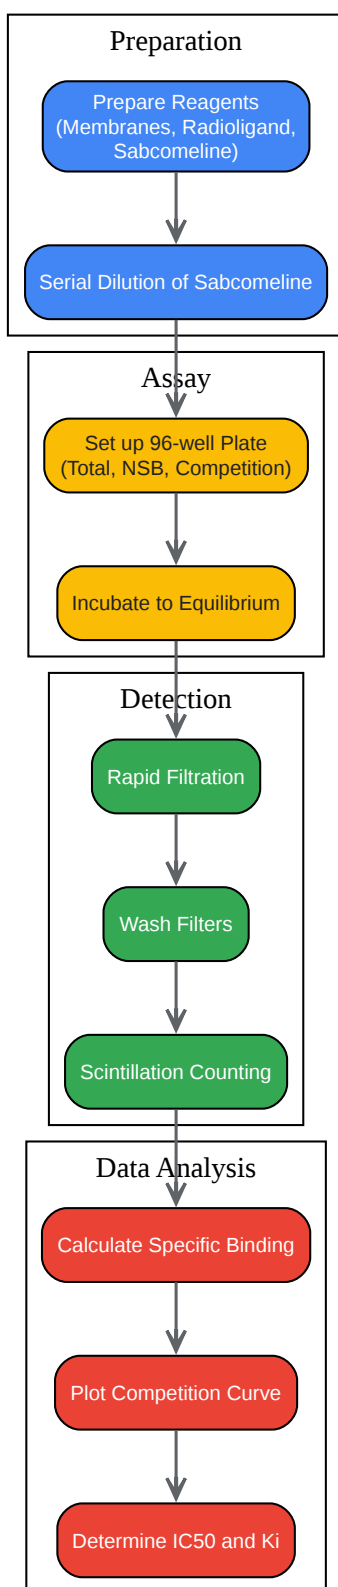 Preparation
Prepare Reagents
(Membranes, Radioligand,
Sabcomeline)
Serial Dilution of Sabcomeline
Assay
Set up 96-well Plate
(Total, NSB, Competition)
Incubate to Equilibrium
Detection
Rapid Filtration
Wash Filters
Scintillation Counting
Data Analysis
Calculate Specific Binding
Plot Competition Curve
Determine IC50 and Ki